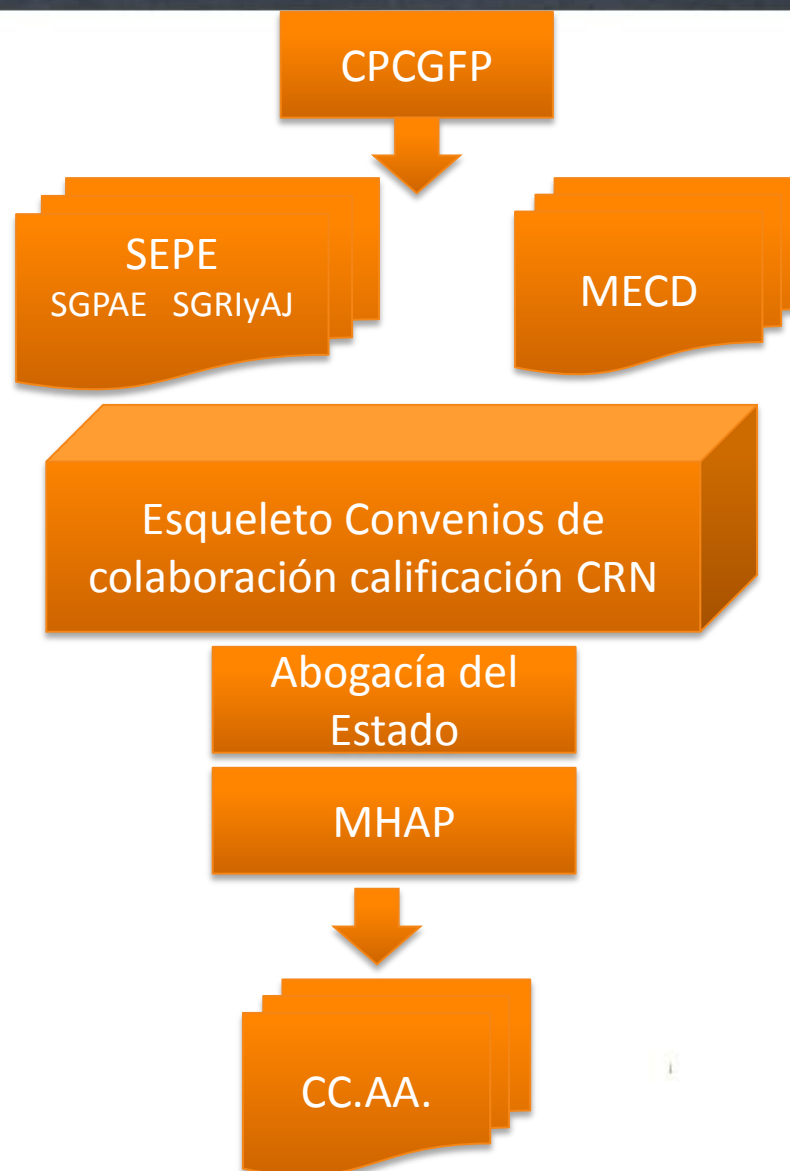 CPCGFP
SEPE
SGPAE SGRIyAJ
MECD
Esqueleto Convenios de
colaboración calificación CRN
Abogacía del
Estado
MHAP
CC.AA.